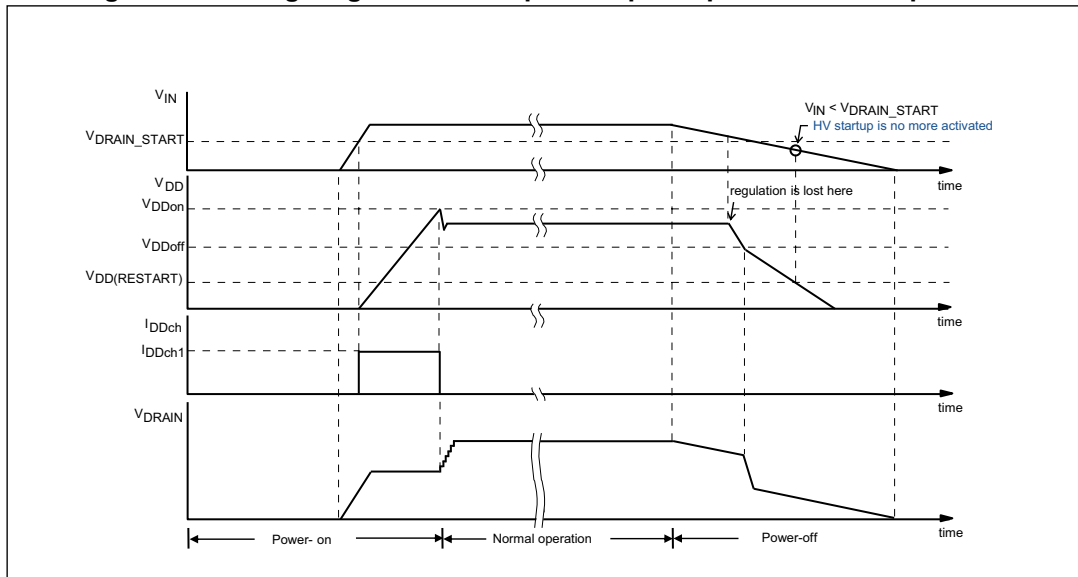 VIN
VIN < VDRAIN_START
HV startup is no more activated
VDRAIN_START
time
VDD
VDDon
regulation is lost here
VDDoff
VDD(RESTART)
time
IDDch
IDDch1
time
VDRAIN
time
Power- on
Normal operation
Power-off